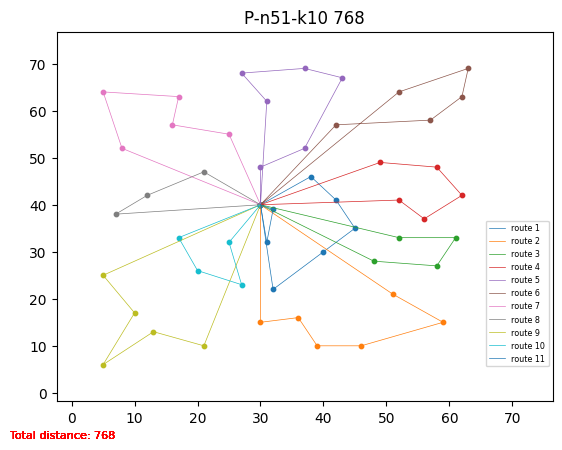 P-n51-k10 768
70
60
50
40
30
20
10
0
0 10 20 30 40 50 60 70
route 1
route 2
route 3
route 4
route 5
route 6
route 7
route 8
route 9
route 10
route 11
Total distance: 768